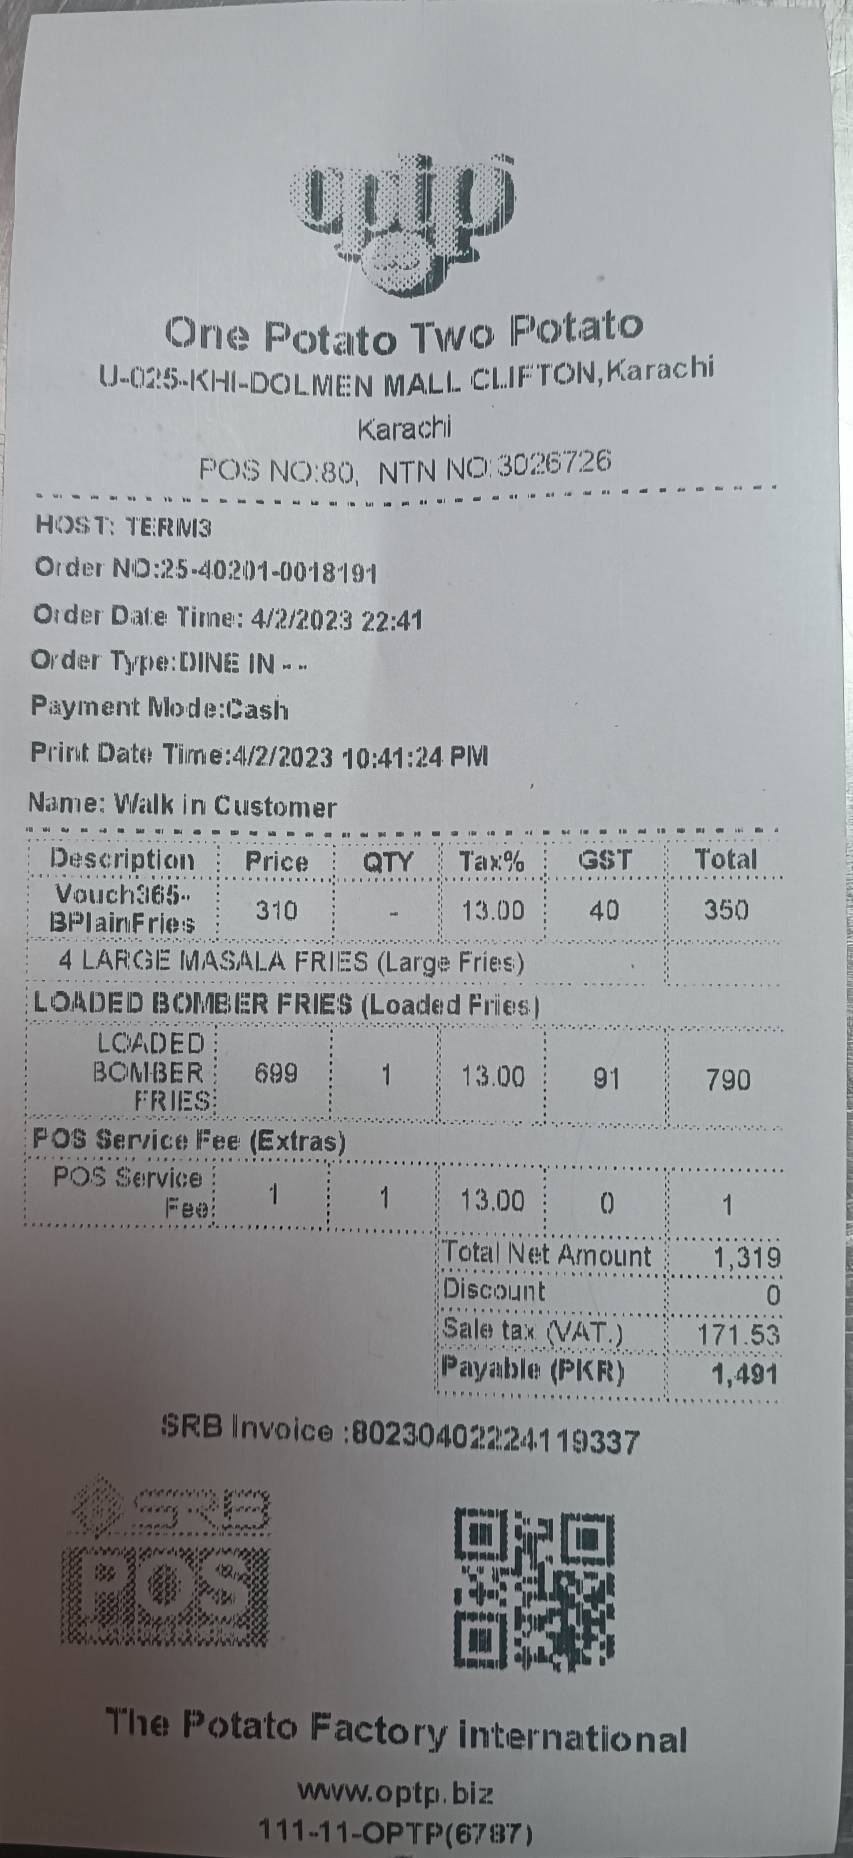 optp
One Potato Two Potato
U-025-KHI-DOLMEN MALL CLIFTON,Karachi
Karachi
POS NO:80, NTN NO:3026726
HOST: TERM3
Order NO:25-40201-0018191
Order Date Time: 4/2/2023 22:41
Order Type:DINE IN - -
Payment Mode:Cash
Print Date Time:4/2/2023 10:41:24 PM
Name: Walk in Customer
Description Price QTY Tax% GST Total
Vouch365-
BPlainFries 310 - 13.00 40 350
4 LARGE MASALA FRIES (Large Fries)
LOADED BOMBER FRIES (Loaded Fries)
LOADED
BOMBER 699 1 13.00 91 790
FRIES
POS Service Fee (Extras)
POS Service
Fee 1 1 13.00 0 1
Total Net Amount 1,319
Discount 0
Sale tax (VAT.) 171.53
Payable (PKR) 1,491
SRB Invoice :80230402224119337
SRB
POS
The Potato Factory international
www.optp.biz
111-11-OPTP(6787)